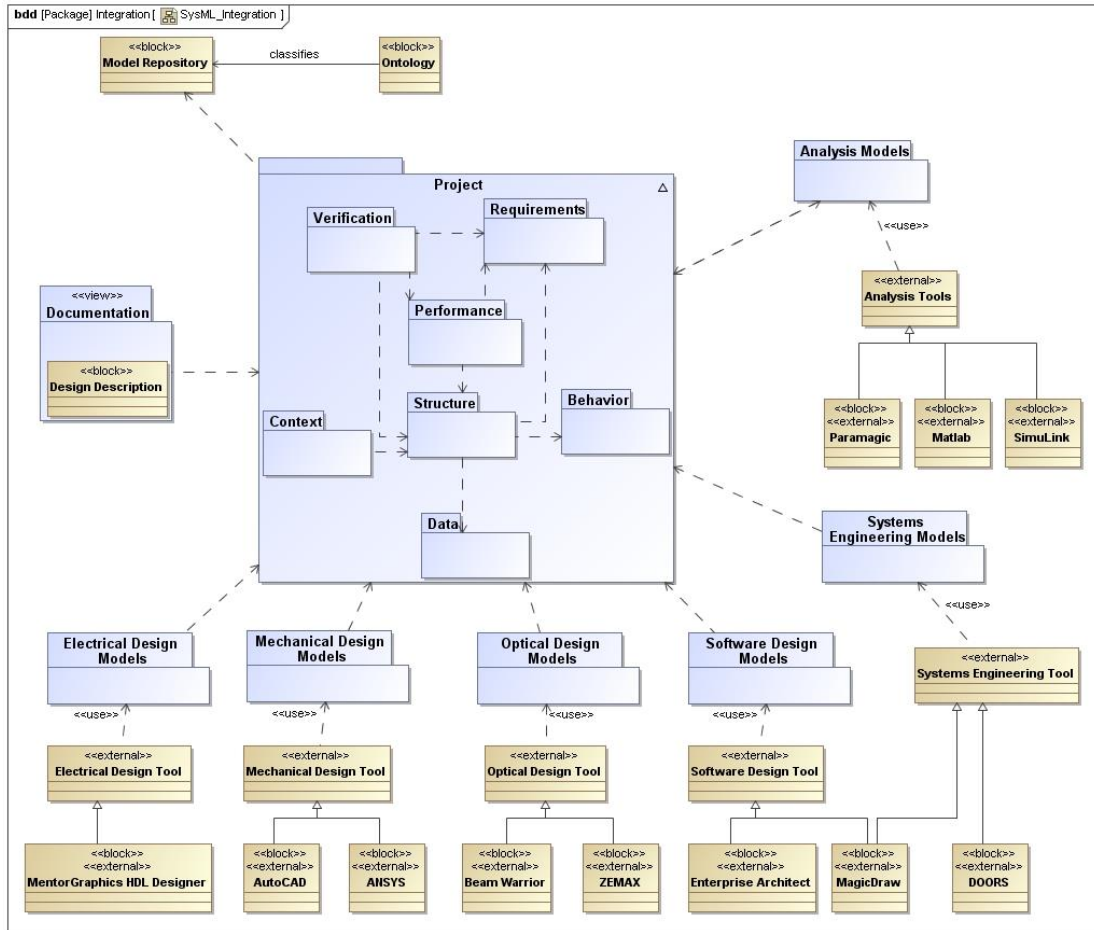 bdd [Package] Integration [ SysML_Integration ]
<<block>>
Model Repository
classifies
<<block>>
Ontology
Analysis Models
<<use>>
<<external>>
Analysis Tools
<<block>>
<<external>>
Paramagic
<<block>>
<<external>>
Matlab
<<block>>
<<external>>
SimuLink
Project
Verification
Requirements
Performance
Structure
Behavior
Context
Data
<<view>>
Documentation
<<block>>
Design Description
Systems
Engineering Models
<<use>>
<<external>>
Systems Engineering Tool
Electrical Design
Models
<<use>>
<<external>>
Electrical Design Tool
<<block>>
<<external>>
MentorGraphics HDL Designer
Mechanical Design
Models
<<use>>
<<external>>
Mechanical Design Tool
<<block>>
<<external>>
AutoCAD
<<block>>
<<external>>
ANSYS
Optical Design
Models
<<use>>
<<external>>
Optical Design Tool
<<block>>
<<external>>
Beam Warrior
<<block>>
<<external>>
ZEMAX
Software Design
Models
<<use>>
<<external>>
Software Design Tool
<<block>>
<<external>>
Enterprise Architect
<<block>>
<<external>>
MagicDraw
<<block>>
<<external>>
DOORS